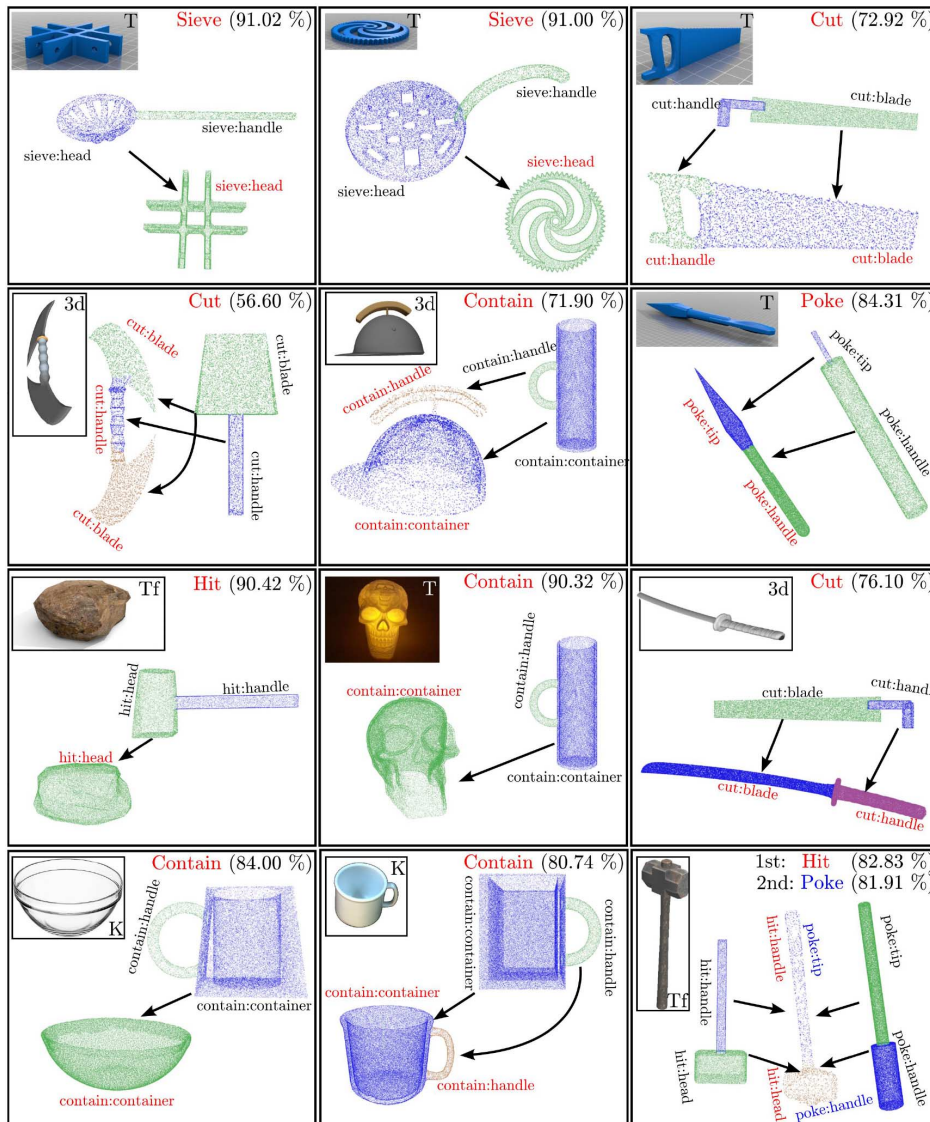 T
Sieve (91.02 %)
sieve:handle
sieve:head
sieve:head
T
Sieve (91.00 %)
sieve:handle
sieve:head
sieve:head
T
Cut (72.92 %)
cut:handle
cut:blade
cut:handle
cut:blade
3d
Cut (56.60 %)
cut:blade
cut:blade
cut:handle
cut:handle
cut:blade
3d
Contain (71.90 %)
contain:handle
contain:handle
contain:container
contain:container
T
Poke (84.31 %)
poke:tip
poke:tip
poke:handle
poke:handle
Tf
Hit (90.42 %)
hit:head
hit:handle
hit:head
T
Contain (90.32 %)
contain:handle
contain:container
contain:container
3d
Cut (76.10 %)
cut:blade
cut:handl
cut:blade
cut:handle
K
Contain (84.00 %)
contain:handle
contain:container
contain:container
K
Contain (80.74 %)
contain:container
contain:handle
contain:container
contain:handle
Tf
1st: Hit (82.83 %)
2nd: Poke (81.91 %)
hit:handle
hit:handle
poke:tip
poke:tip
hit:head
hit:head
poke:handle
poke:handle